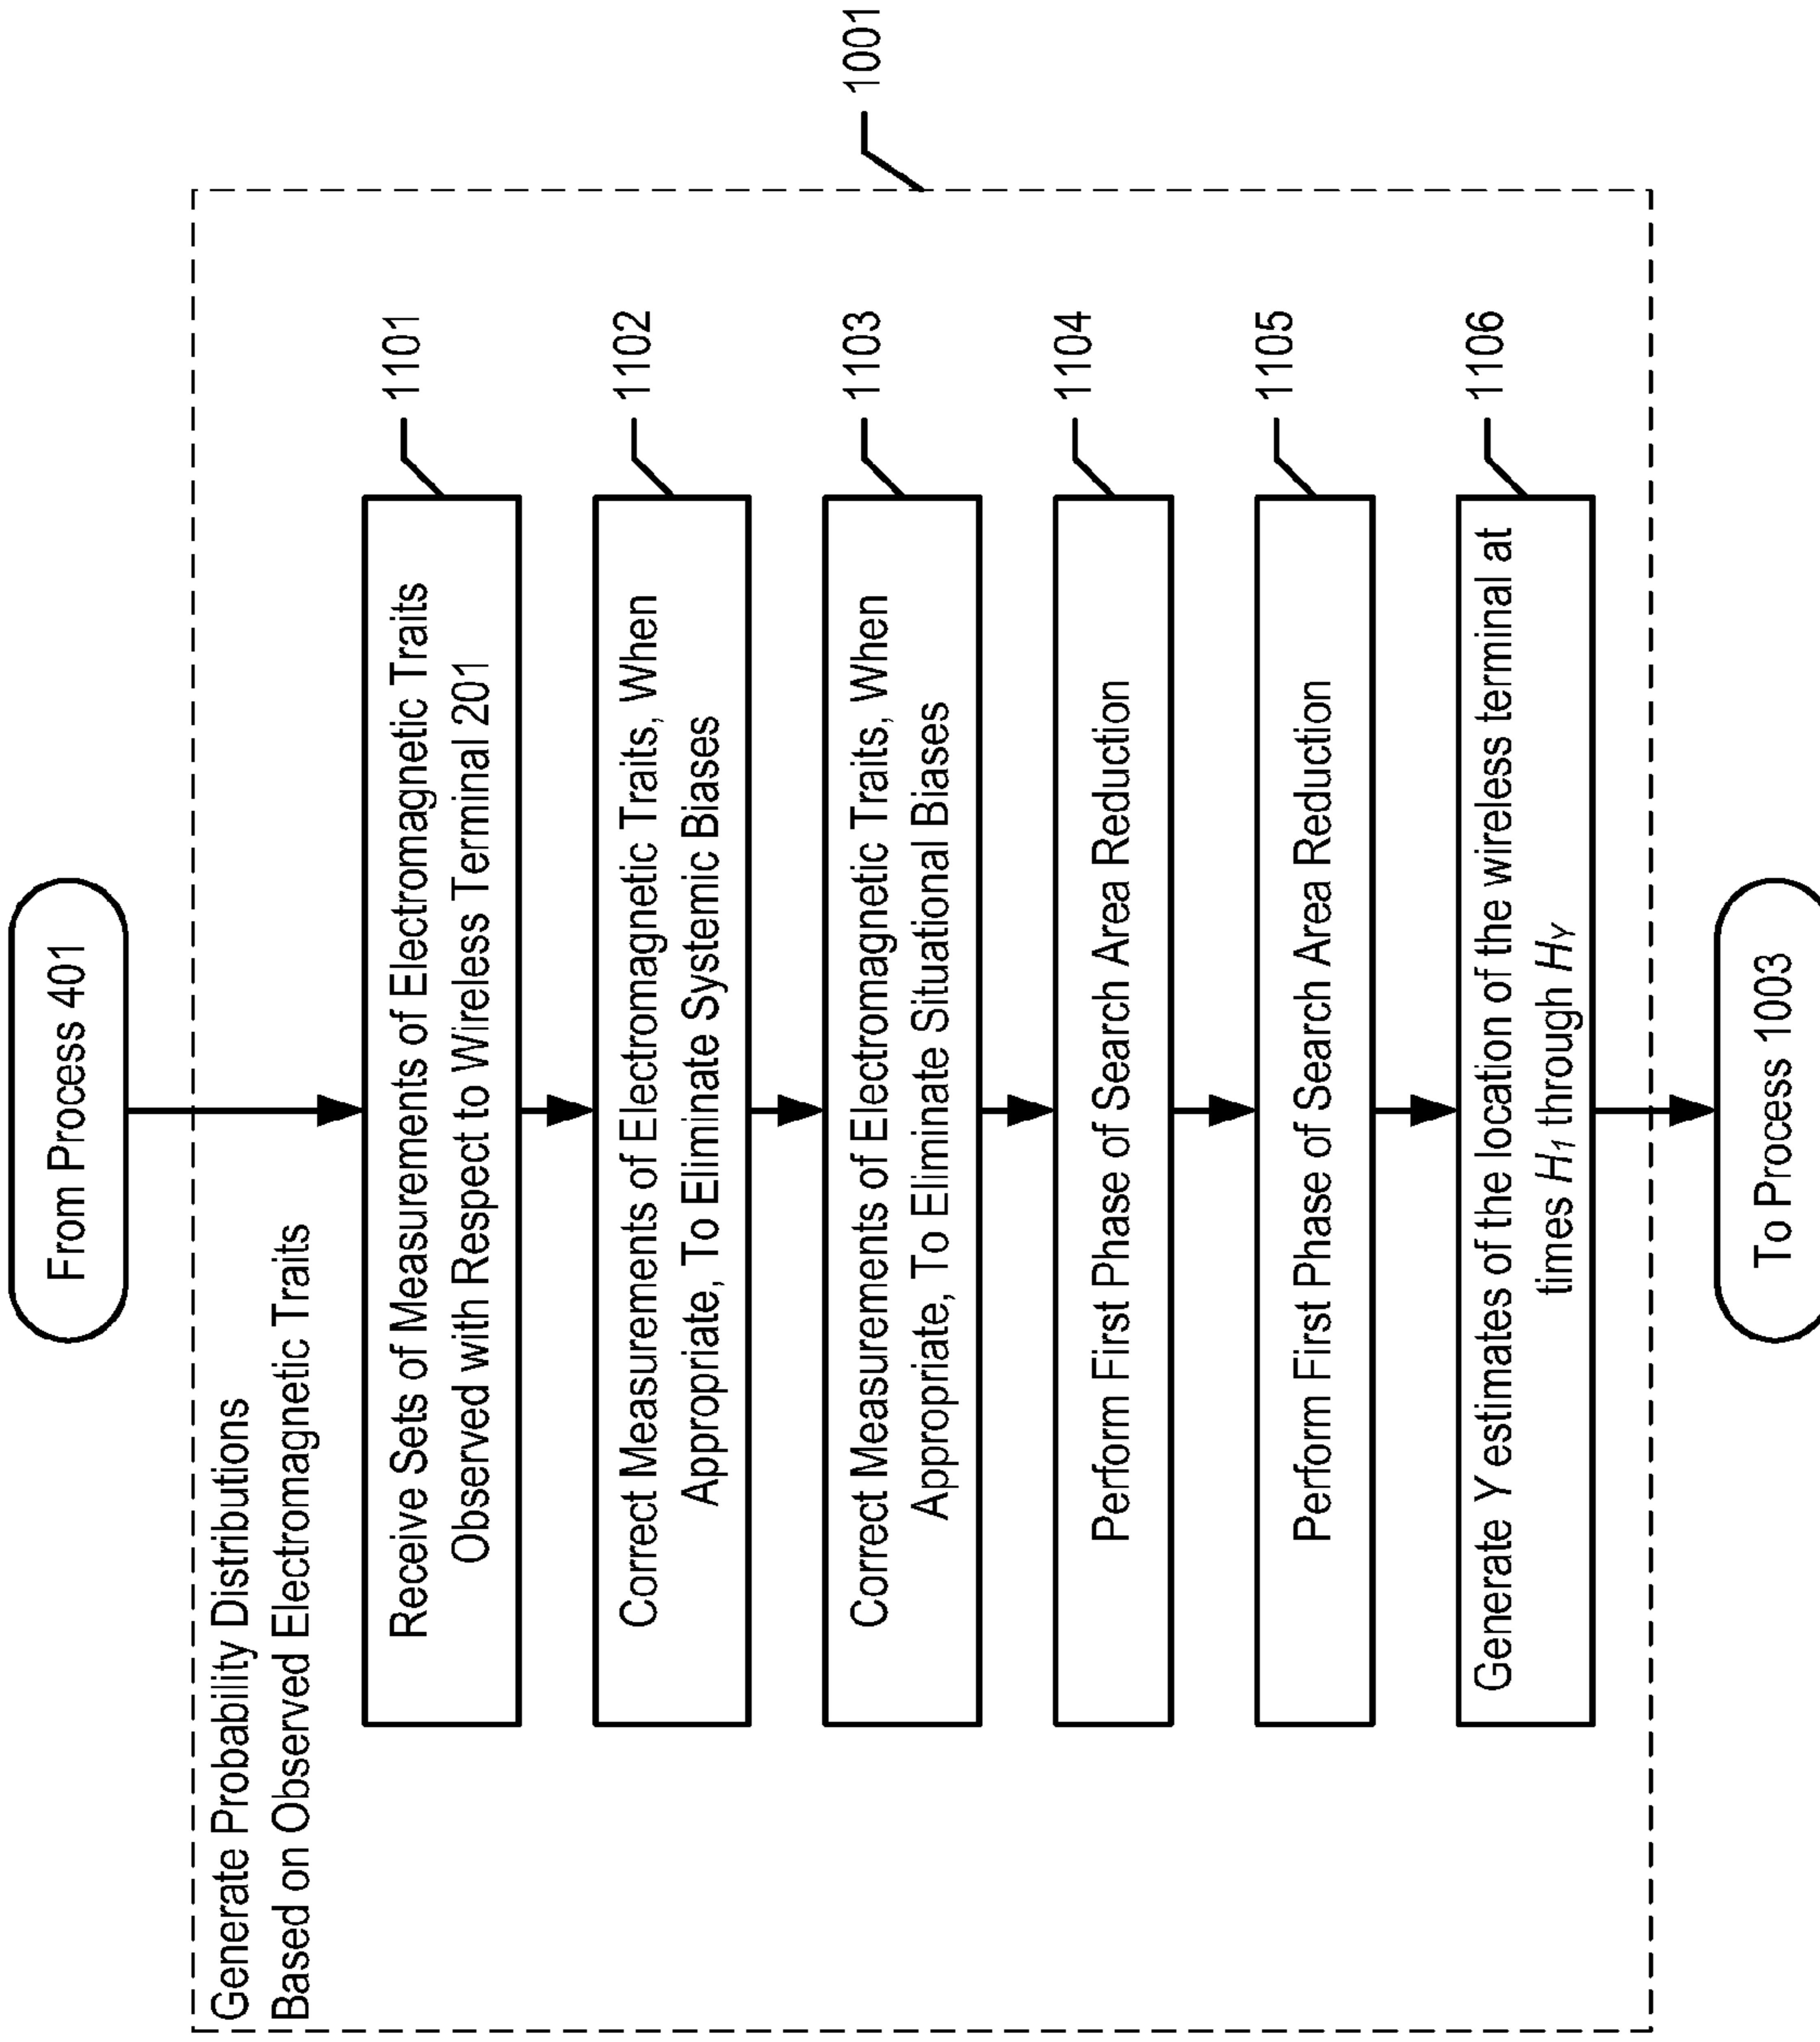 From Process 401
Generate Probability Distributions
Based on Observed Electromagnetic Traits
1001
Receive Sets of Measurements of Electromagnetic Traits
Observed with Respect to Wireless Terminal 201
1101
Correct Measurements of Electromagnetic Traits, When
Appropriate, To Eliminate Systemic Biases
1102
Correct Measurements of Electromagnetic Traits, When
Appropriate, To Eliminate Situational Biases
1103
Perform First Phase of Search Area Reduction
1104
Perform First Phase of Search Area Reduction
1105
Generate Y estimates of the location of the wireless terminal at
times H1 through HY
1106
To Process 1003